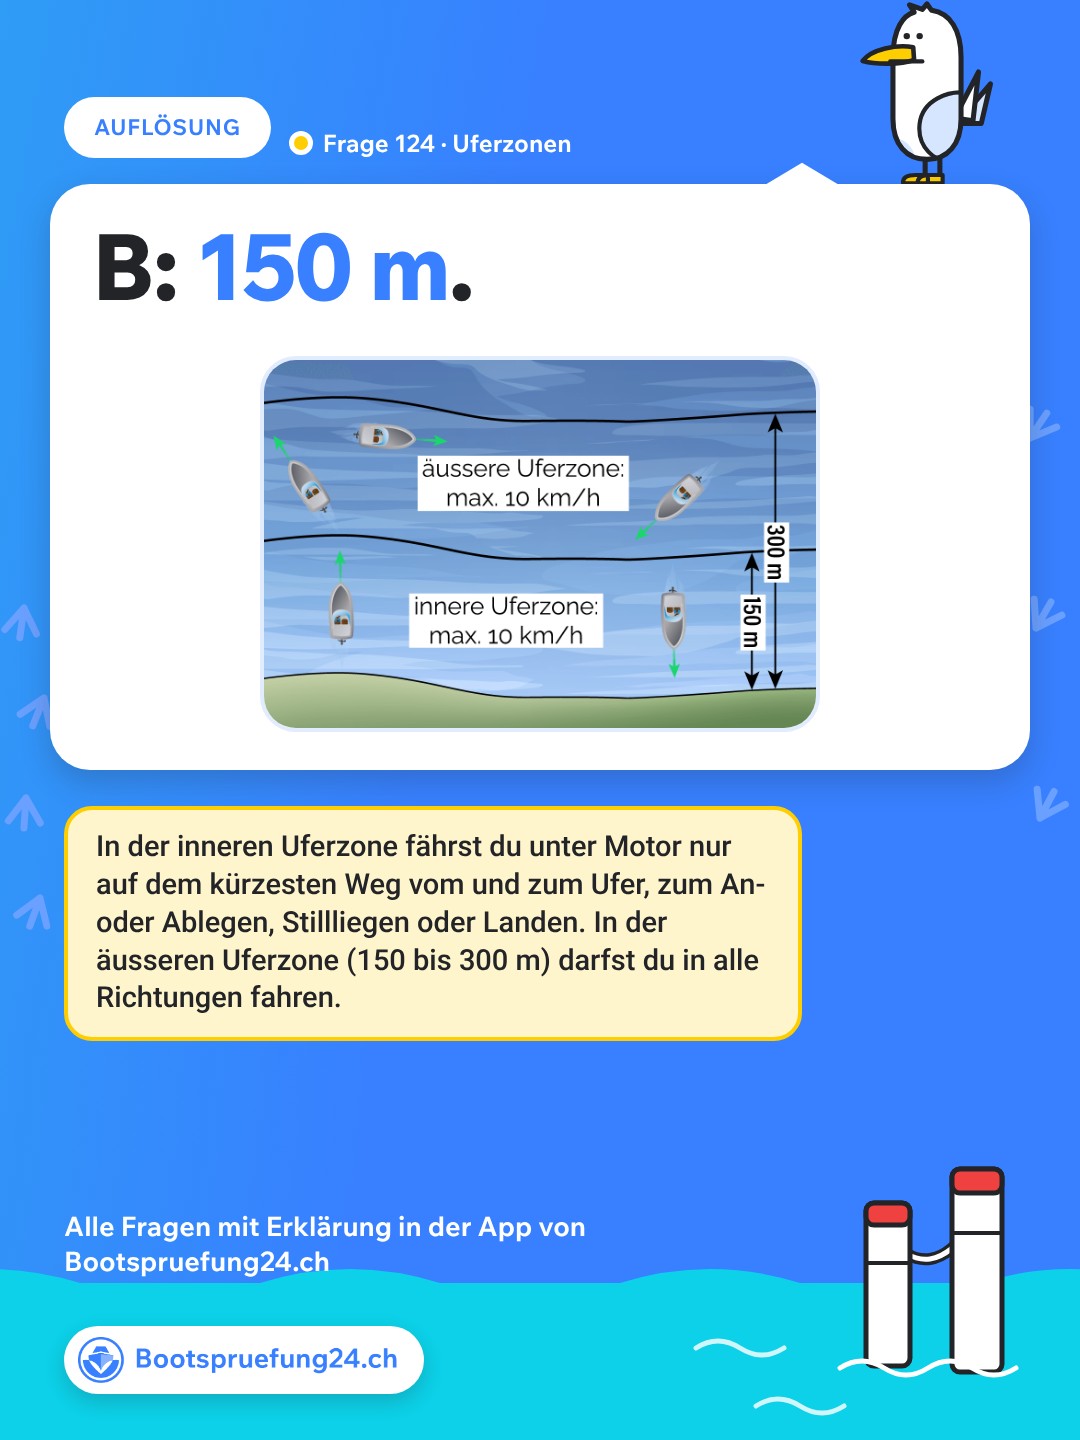 AUFLÖSUNG
Frage 124 · Uferzonen
B: 150 m.
äussere Uferzone:
max. 10 km/h
300 m
innere Uferzone:
max. 10 km/h
150 m
In der inneren Uferzone fährst du unter Motor nur
auf dem kürzesten Weg vom und zum Ufer, zum An-
oder Ablegen, Stillliegen oder Landen. In der
äusseren Uferzone (150 bis 300 m) darfst du in alle
Richtungen fahren.
Alle Fragen mit Erklärung in der App von
Bootspruefung24.ch
Bootspruefung24.ch